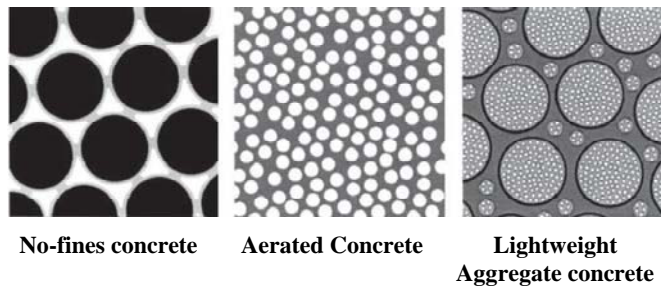 No-fines concrete
Aerated Concrete
Lightweight
Aggregate concrete